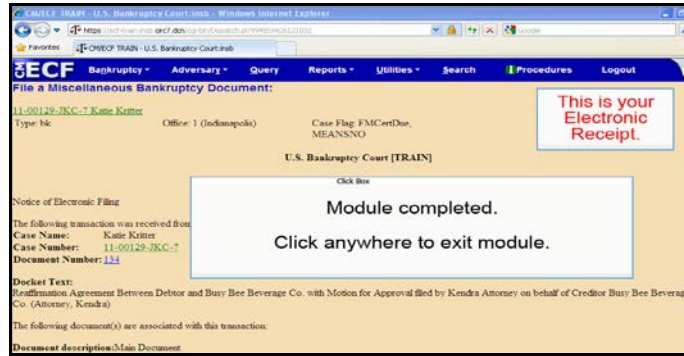 CM/ECF TRAIN - U.S. Bankruptcy Court:insb - Windows Internet Explorer
Google
Favorites CM/ECF TRAIN - U.S. Bankruptcy Court:insb
ECF Bankruptcy Adversary Query Reports Utilities Search Procedures Logout
File a Miscellaneous Bankruptcy Document:
11-00129-JKC-7 Katie Kritter
Type: bk Office: 1 (Indianapolis) Case Flag: FMCertDue,
MEANSNO
This is your
Electronic
Receipt.
U.S. Bankruptcy Court [TRAIN]
Click Box
Notice of Electronic Filing
Module completed.
Click anywhere to exit module.
The following transaction was received from
Case Name: Katie Kritter
Case Number: 11-00129-JKC-7
Document Number: 134
Docket Text:
Reaffirmation Agreement Between Debtor and Busy Bee Beverage Co. with Motion for Approval filed by Kendra Attorney on behalf of Creditor Busy Bee Beverag
Co. (Attorney, Kendra)
The following document(s) are associated with this transaction:
Document description:Main Document